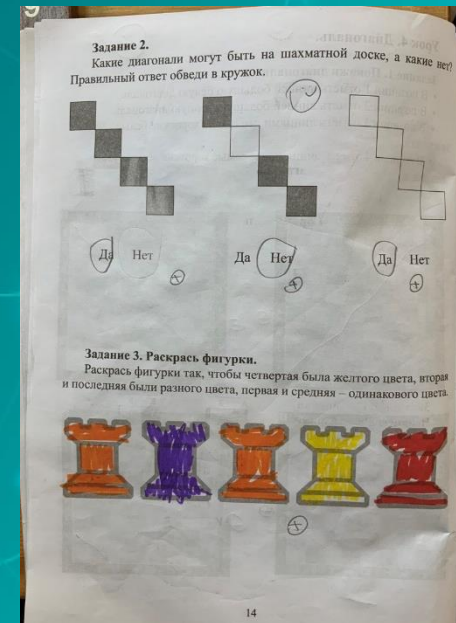 Задание 2.
Какие диагонали могут быть на шахматной доске, а какие нет?
Правильный ответ обведи в кружок.
Да Нет Да Нет Да Нет
Задание 3. Раскрась фигурки.
Раскрась фигурки так, чтобы четвертая была желтого цвета, вторая
и последняя были разного цвета, первая и средняя – одинакового цвета.
14